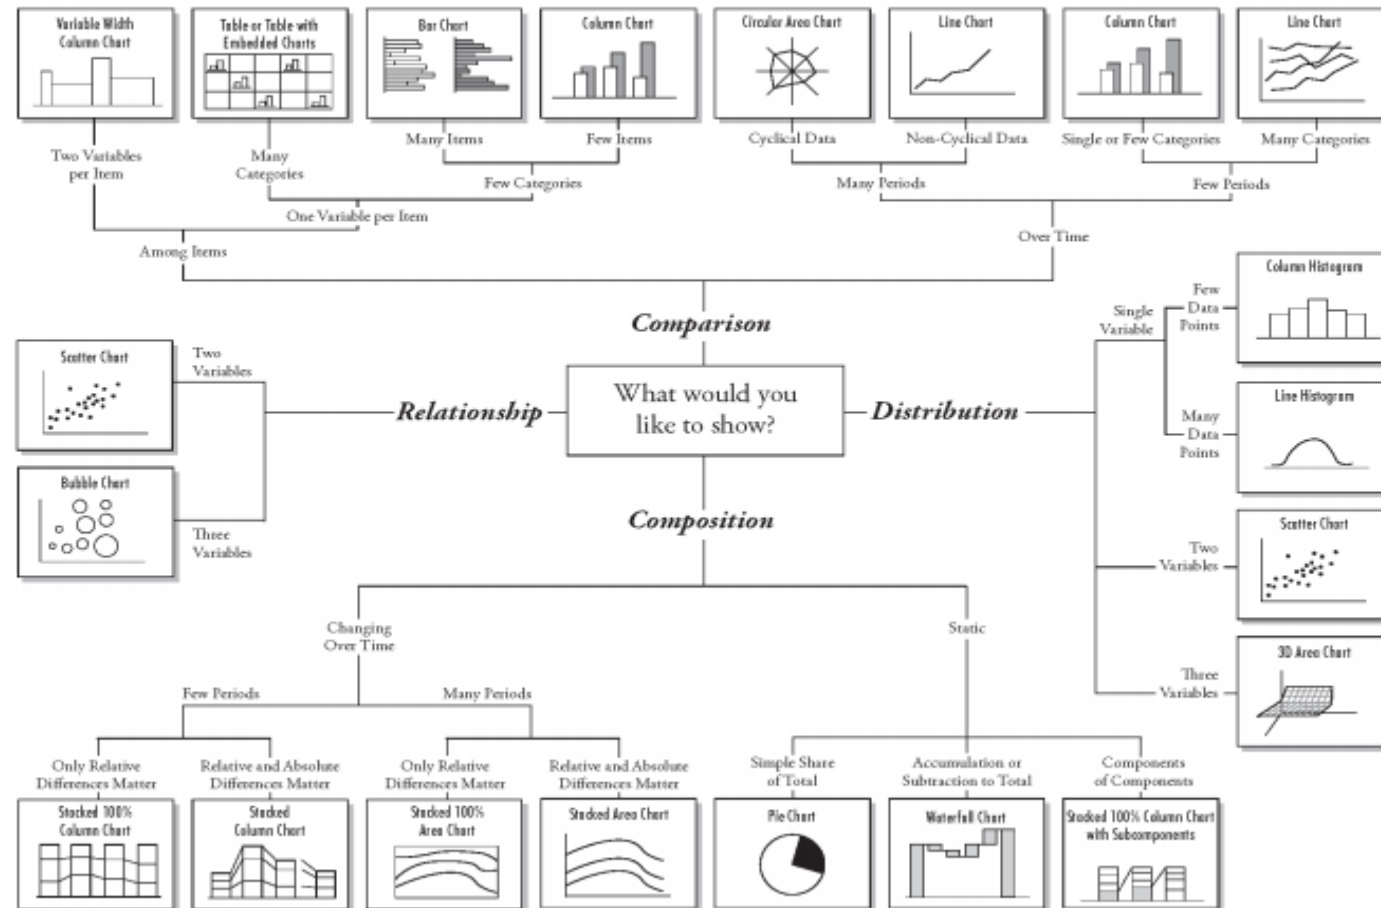 Variable Width
Column Chart
Table or Table with
Embedded Charts
Bar Chart
Column Chart
Circular Area Chart
Line Chart
Column Chart
Line Chart
Two Variables
per Item
Many
Categories
Many Items
Few Items
Cyclical Data
Non-Cyclical Data
Single or Few Categories
Many Categories
Few Categories
Many Periods
Few Periods
One Variable per Item
Among Items
Over Time
Comparison
Single
Variable
Few
Data
Points
Column Histogram
Scatter Chart
Two
Variables
Relationship
What would you
like to show?
Distribution
Many
Data
Points
Line Histogram
Bubble Chart
Three
Variables
Composition
Two
Variables
Scatter Chart
Changing
Over Time
Static
Three
Variables
3D Area Chart
Few Periods
Many Periods
Only Relative
Differences Matter
Relative and Absolute
Differences Matter
Only Relative
Differences Matter
Relative and Absolute
Differences Matter
Simple Share
of Total
Accumulation or
Subtraction to Total
Components
of Components
Stacked 100%
Column Chart
Stacked
Column Chart
Stacked 100%
Area Chart
Stacked Area Chart
Pie Chart
Waterfall Chart
Stacked 100% Column Chart
with Subcomponents